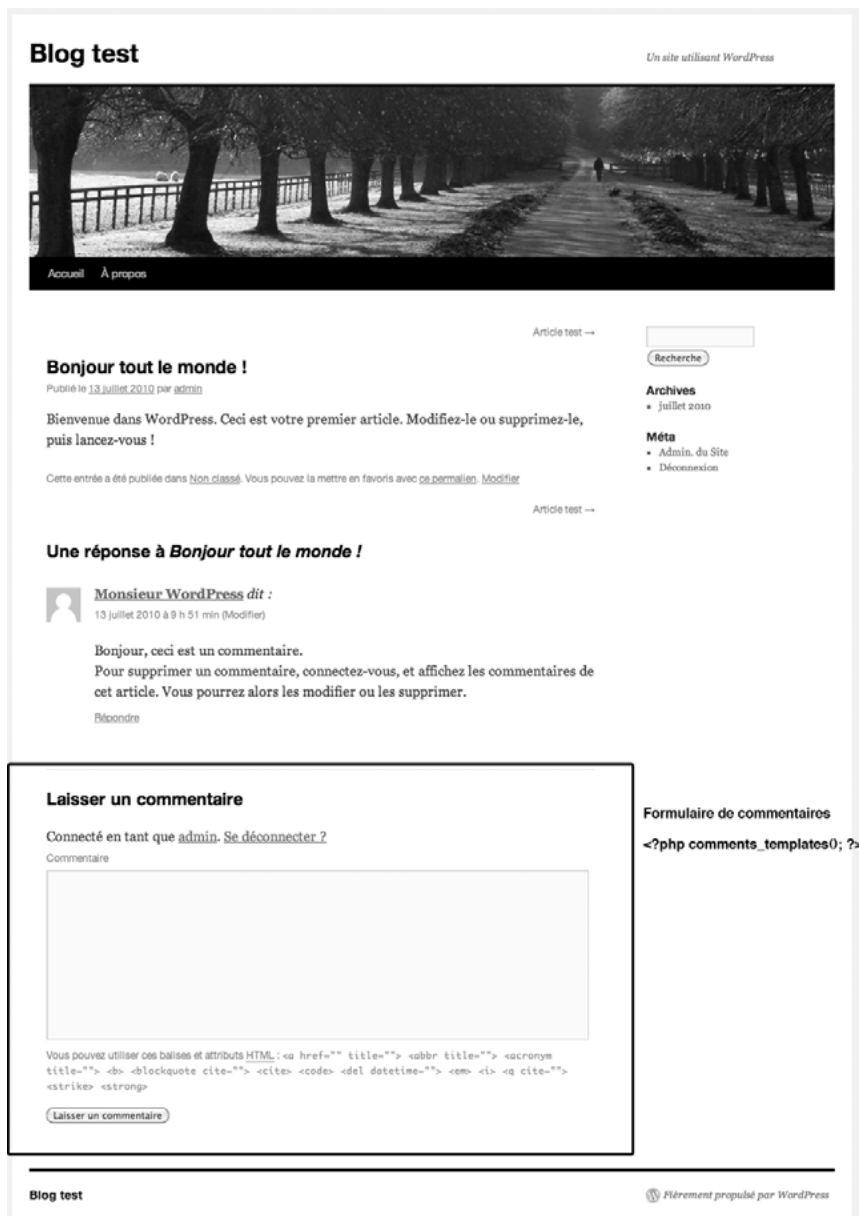 Blog test
Un site utilisant WordPress
Accueil À propos
Article test →
Bonjour tout le monde !
Publié le 13 juillet 2010 par admin
Bienvenue dans WordPress. Ceci est votre premier article. Modifiez-le ou supprimez-le,
puis lancez-vous !
Cette entrée a été publiée dans Non classé. Vous pouvez la mettre en favoris avec ce permalien. Modifier
Article test →
Recherche
Archives
• juillet 2010
Méta
• Admin. du Site
• Déconnexion
Une réponse à Bonjour tout le monde !
Monsieur WordPress dit :
13 juillet 2010 à 9 h 51 min (Modifier)
Bonjour, ceci est un commentaire.
Pour supprimer un commentaire, connectez-vous, et affichez les commentaires de
cet article. Vous pourrez alors les modifier ou les supprimer.
Répondre
Laisser un commentaire
Connecté en tant que admin. Se déconnecter ?
Commentaire
Vous pouvez utiliser ces balises et attributs HTML : <a href="" title=""> <abbr title=""> <acronym
title=""> <b> <blockquote cite=""> <cite> <code> <del datetime=""> <em> <i> <q cite="">
<strike> <strong>
Laisser un commentaire
Formulaire de commentaires
<?php comments_templates(); ?>
Blog test
Fièrement propulsé par WordPress